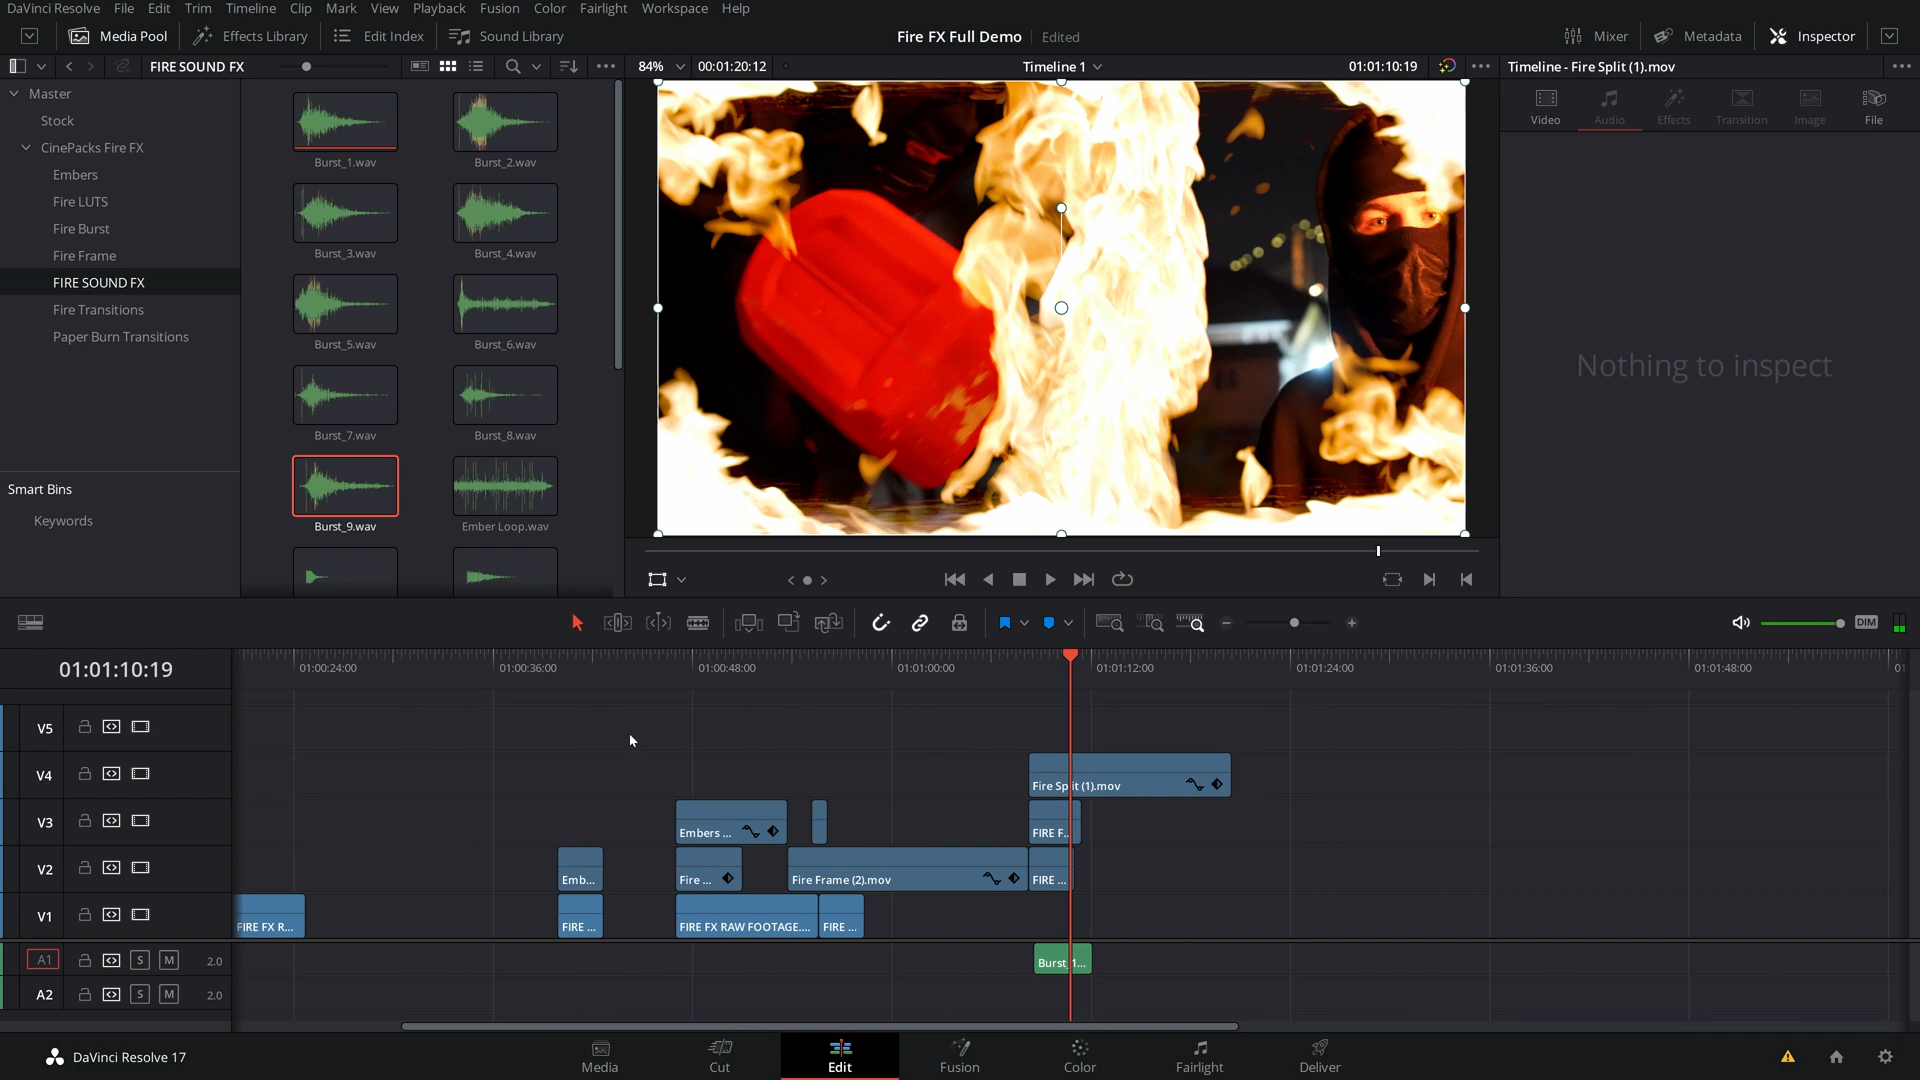 DaVinci Resolve File Edit Trim Timeline Clip Mark View Playback Fusion Color Fairlight Workspace Help
Media Pool Effects Library Edit Index Sound Library Fire FX Full Demo Edited Mixer Metadata Inspector
FIRE SOUND FX 84% 00:01:20:12 Timeline 1 01:01:10:19 Timeline - Fire Split (1).mov
Master
Stock
CinePacks Fire FX
Embers
Fire LUTS
Fire Burst
Fire Frame
FIRE SOUND FX
Fire Transitions
Paper Burn Transitions
Smart Bins
Keywords
Burst_1.wav Burst_2.wav
Burst_3.wav Burst_4.wav
Burst_5.wav Burst_6.wav
Burst_7.wav Burst_8.wav
Burst_9.wav Ember Loop.wav
Video Audio Effects Transition Image File
Nothing to inspect
DIM
01:01:10:19 01:00:24:00 01:00:36:00 01:00:48:00 01:01:00:00 01:01:12:00 01:01:24:00 01:01:36:00 01:01:48:00 01
V5
V4 Fire Split (1).mov
V3 Embers ... FIRE F...
V2 Emb... Fire ... Fire Frame (2).mov FIRE ...
V1 FIRE FX R... FIRE ... FIRE FX RAW FOOTAGE.... FIRE ...
A1 S M 2.0 Burst_1...
A2 S M 2.0
DaVinci Resolve 17 Media Cut Edit Fusion Color Fairlight Deliver